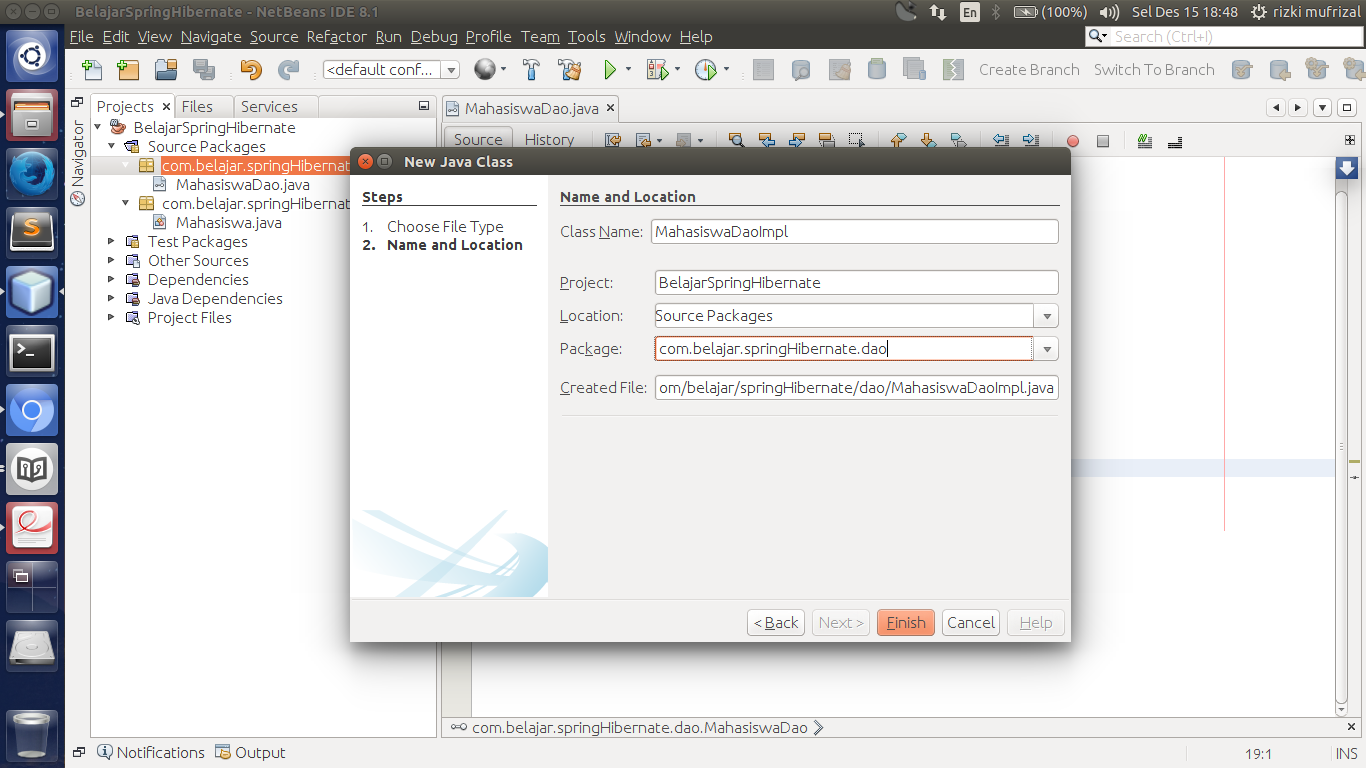 BelajarSpringHibernate - NetBeans IDE 8.1
En (100%) Sel Des 15 18:48 rizki mufrizal
File Edit View Navigate Source Refactor Run Debug Profile Team Tools Window Help
Search (Ctrl+I)
<default conf...
Create Branch Switch To Branch
Projects Files Services
MahasiswaDao.java
Navigator
BelajarSpringHibernate
Source Packages
com.belajar.springHibernat
MahasiswaDao.java
com.belajar.springHibernat
Mahasiswa.java
Test Packages
Other Sources
Dependencies
Java Dependencies
Project Files
Source History
New Java Class
Steps
1. Choose File Type
2. Name and Location
Name and Location
Class Name: MahasiswaDaoImpl
Project: BelajarSpringHibernate
Location: Source Packages
Package: com.belajar.springHibernate.dao
Created File: om/belajar/springHibernate/dao/MahasiswaDaoImpl.java
< Back Next > Finish Cancel Help
com.belajar.springHibernate.dao.MahasiswaDao
Notifications Output
19:1 INS